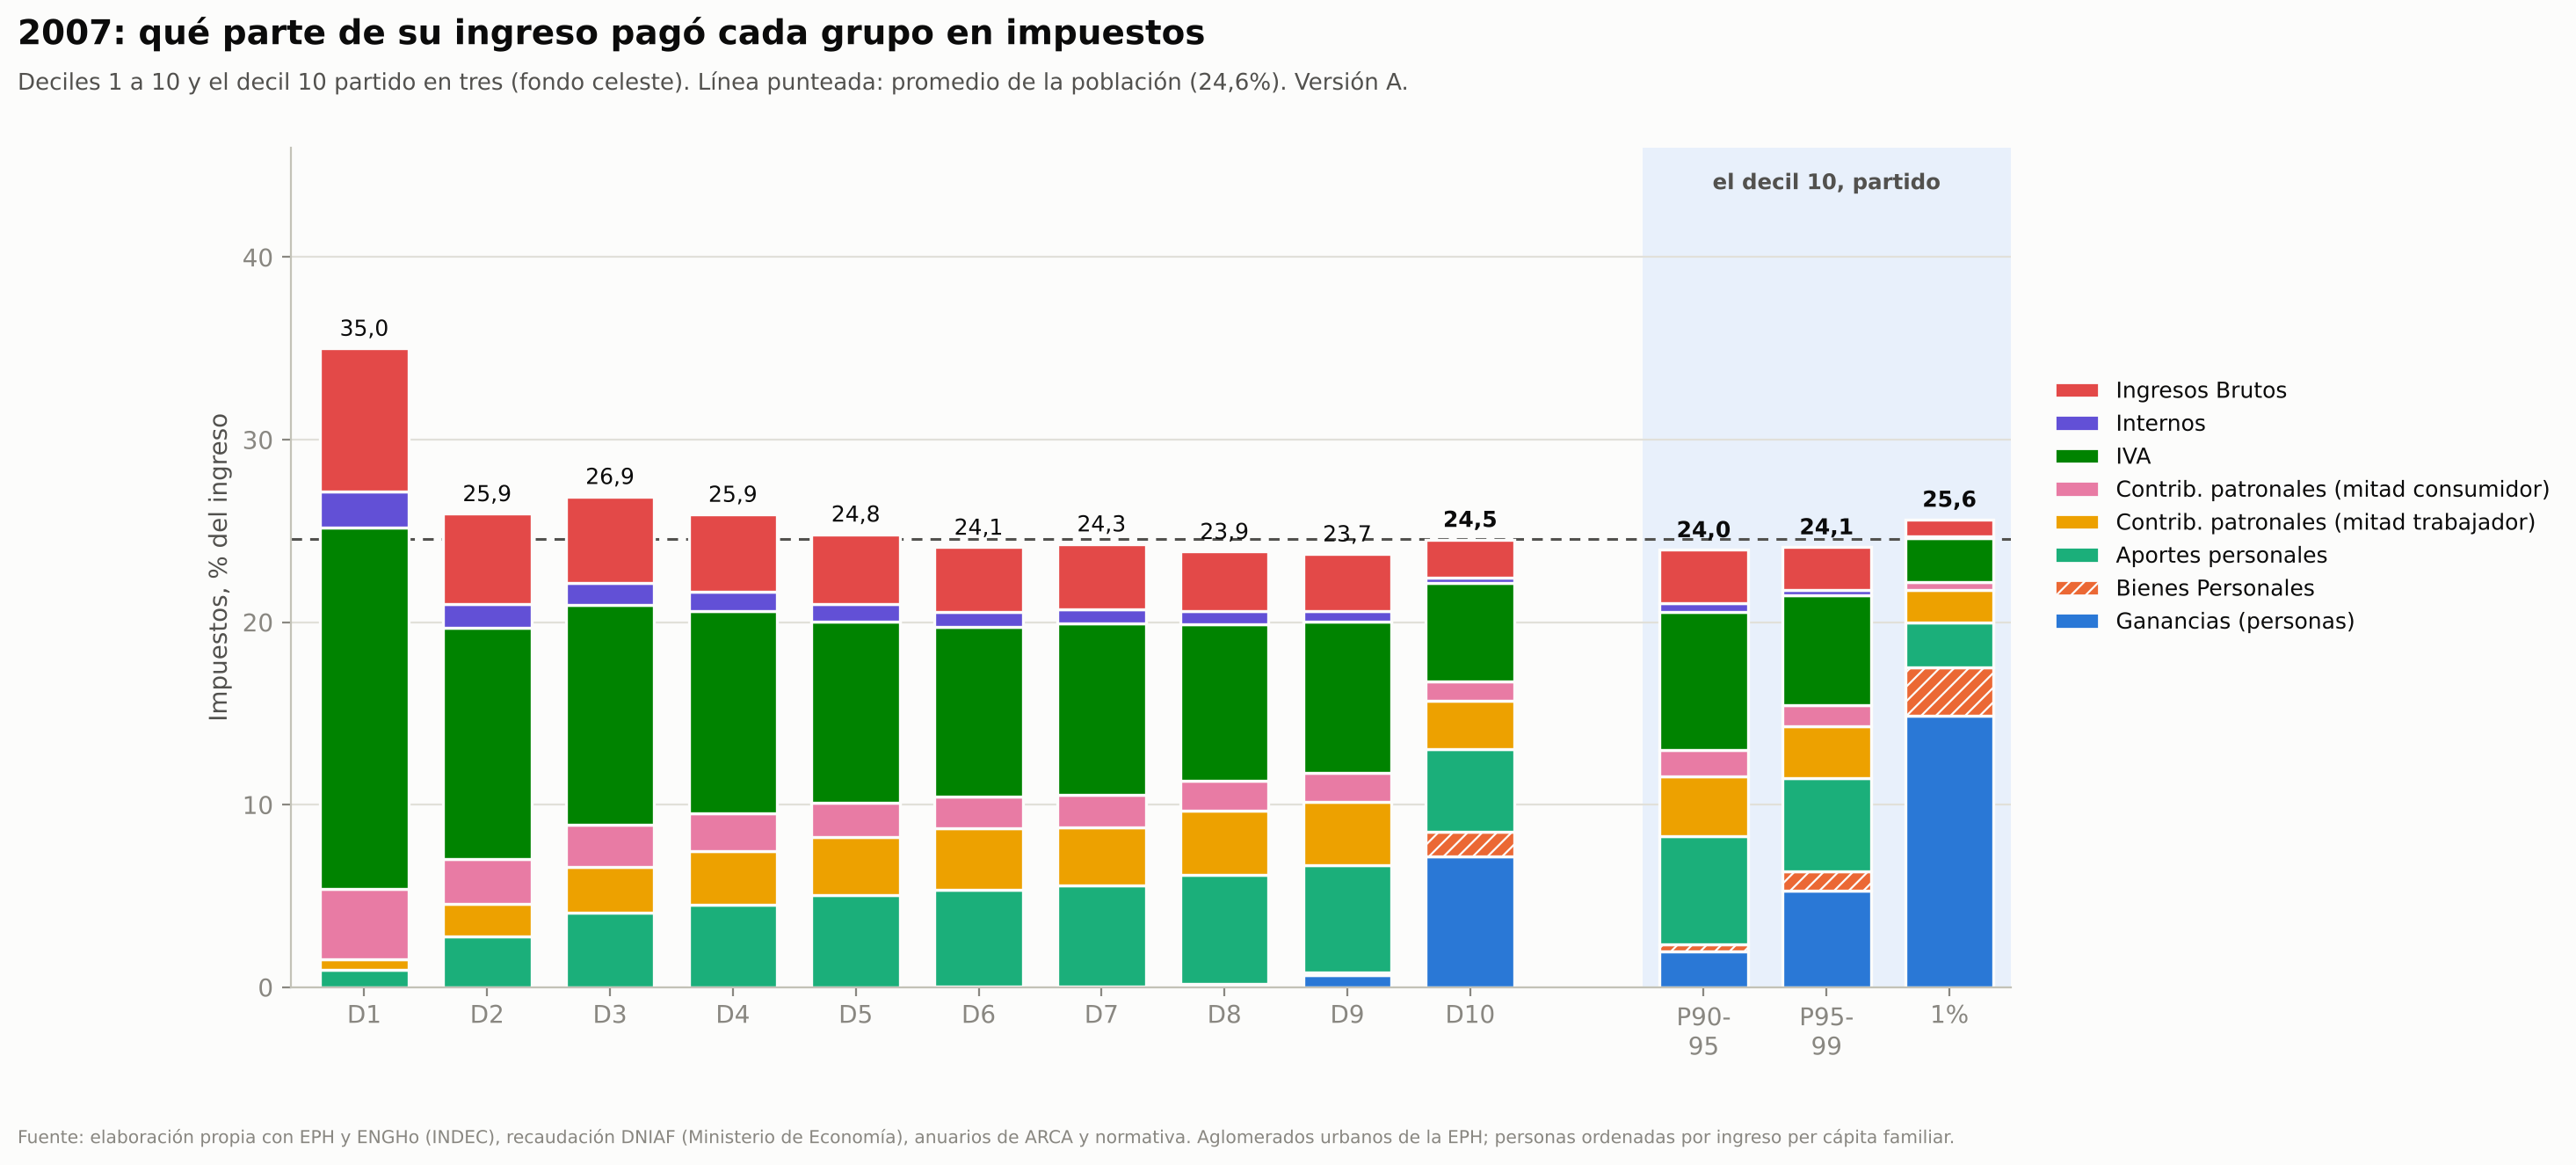 2007: qué parte de su ingreso pagó cada grupo en impuestos
Deciles 1 a 10 y el decil 10 partido en tres (fondo celeste). Línea punteada: promedio de la población (24,6%). Versión A.
el decil 10, partido
Impuestos, % del ingreso
40
30
20
10
0
35,0
25,9
26,9
25,9
24,8
24,1
24,3
23,9
23,7
24,5
24,0
24,1
25,6
D1
D2
D3
D4
D5
D6
D7
D8
D9
D10
P90-
95
P95-
99
1%
Ingresos Brutos
Internos
IVA
Contrib. patronales (mitad consumidor)
Contrib. patronales (mitad trabajador)
Aportes personales
Bienes Personales
Ganancias (personas)
Fuente: elaboración propia con EPH y ENGHo (INDEC), recaudación DNIAF (Ministerio de Economía), anuarios de ARCA y normativa. Aglomerados urbanos de la EPH; personas ordenadas por ingreso per cápita familiar.